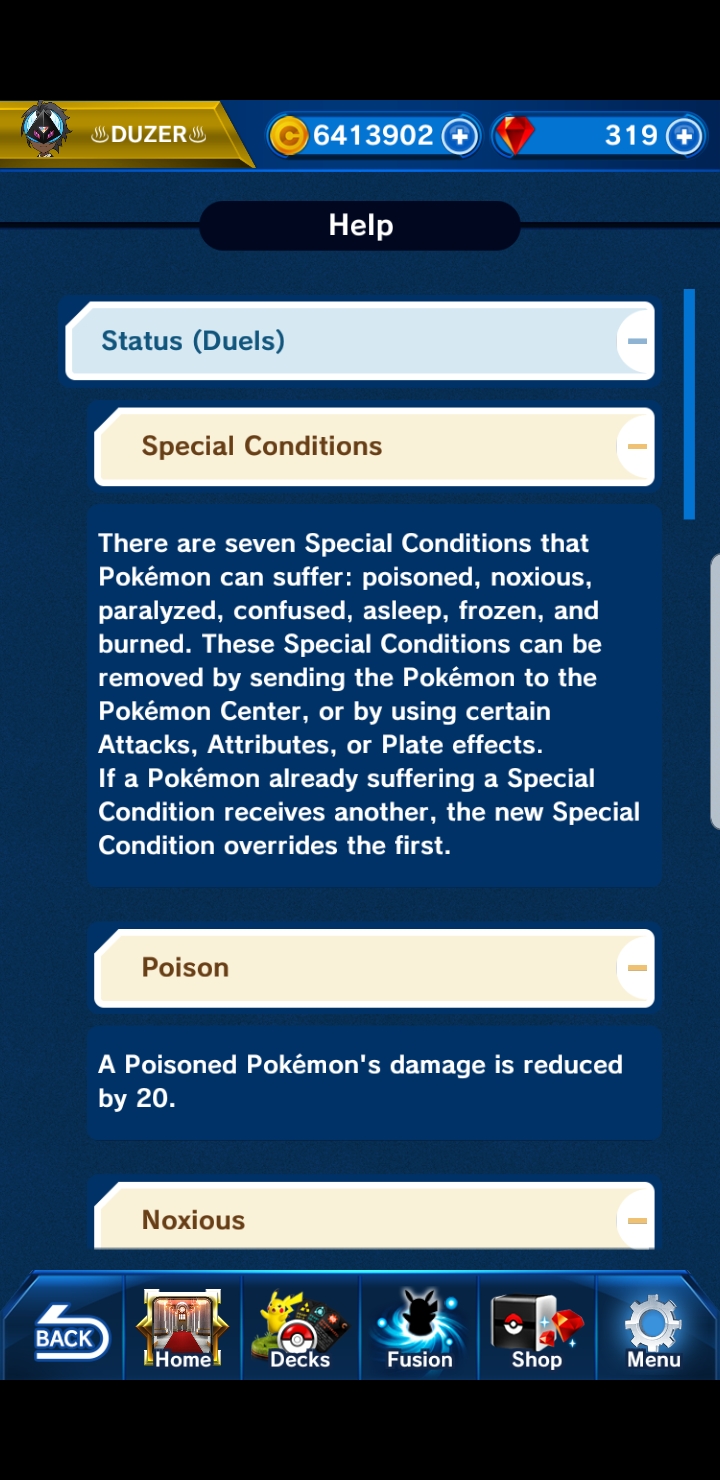 ♨DUZER♨
6413902
319
Help
Status (Duels)
Special Conditions
There are seven Special Conditions that
Pokémon can suffer: poisoned, noxious,
paralyzed, confused, asleep, frozen, and
burned. These Special Conditions can be
removed by sending the Pokémon to the
Pokémon Center, or by using certain
Attacks, Attributes, or Plate effects.
If a Pokémon already suffering a Special
Condition receives another, the new Special
Condition overrides the first.
Poison
A Poisoned Pokémon's damage is reduced
by 20.
Noxious
BACK
Home
Decks
Fusion
Shop
Menu